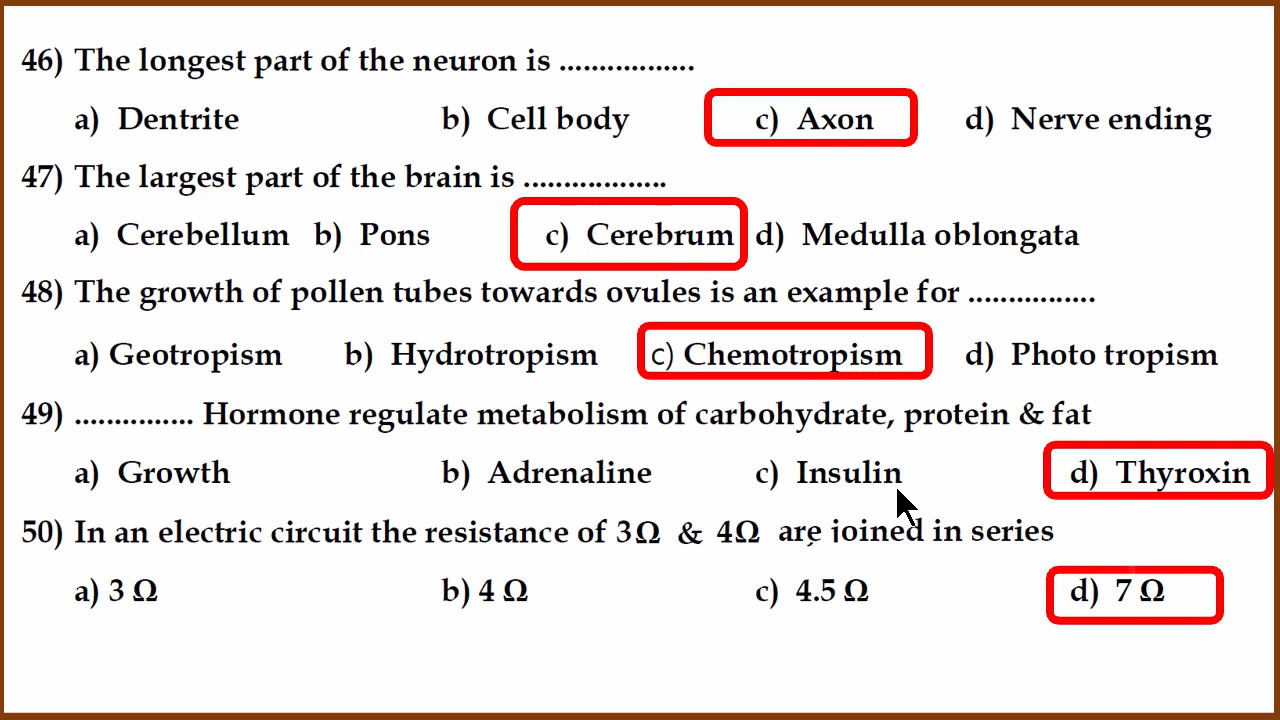 46) The longest part of the neuron is .................
a) Dentrite b) Cell body c) Axon d) Nerve ending
47) The largest part of the brain is ..................
a) Cerebellum b) Pons c) Cerebrum d) Medulla oblongata
48) The growth of pollen tubes towards ovules is an example for ................
a) Geotropism b) Hydrotropism c) Chemotropism d) Photo tropism
49) ............... Hormone regulate metabolism of carbohydrate, protein & fat
a) Growth b) Adrenaline c) Insulin d) Thyroxin
50) In an electric circuit the resistance of 3Ω & 4Ω are joined in series
a) 3 Ω b) 4 Ω c) 4.5 Ω d) 7 Ω